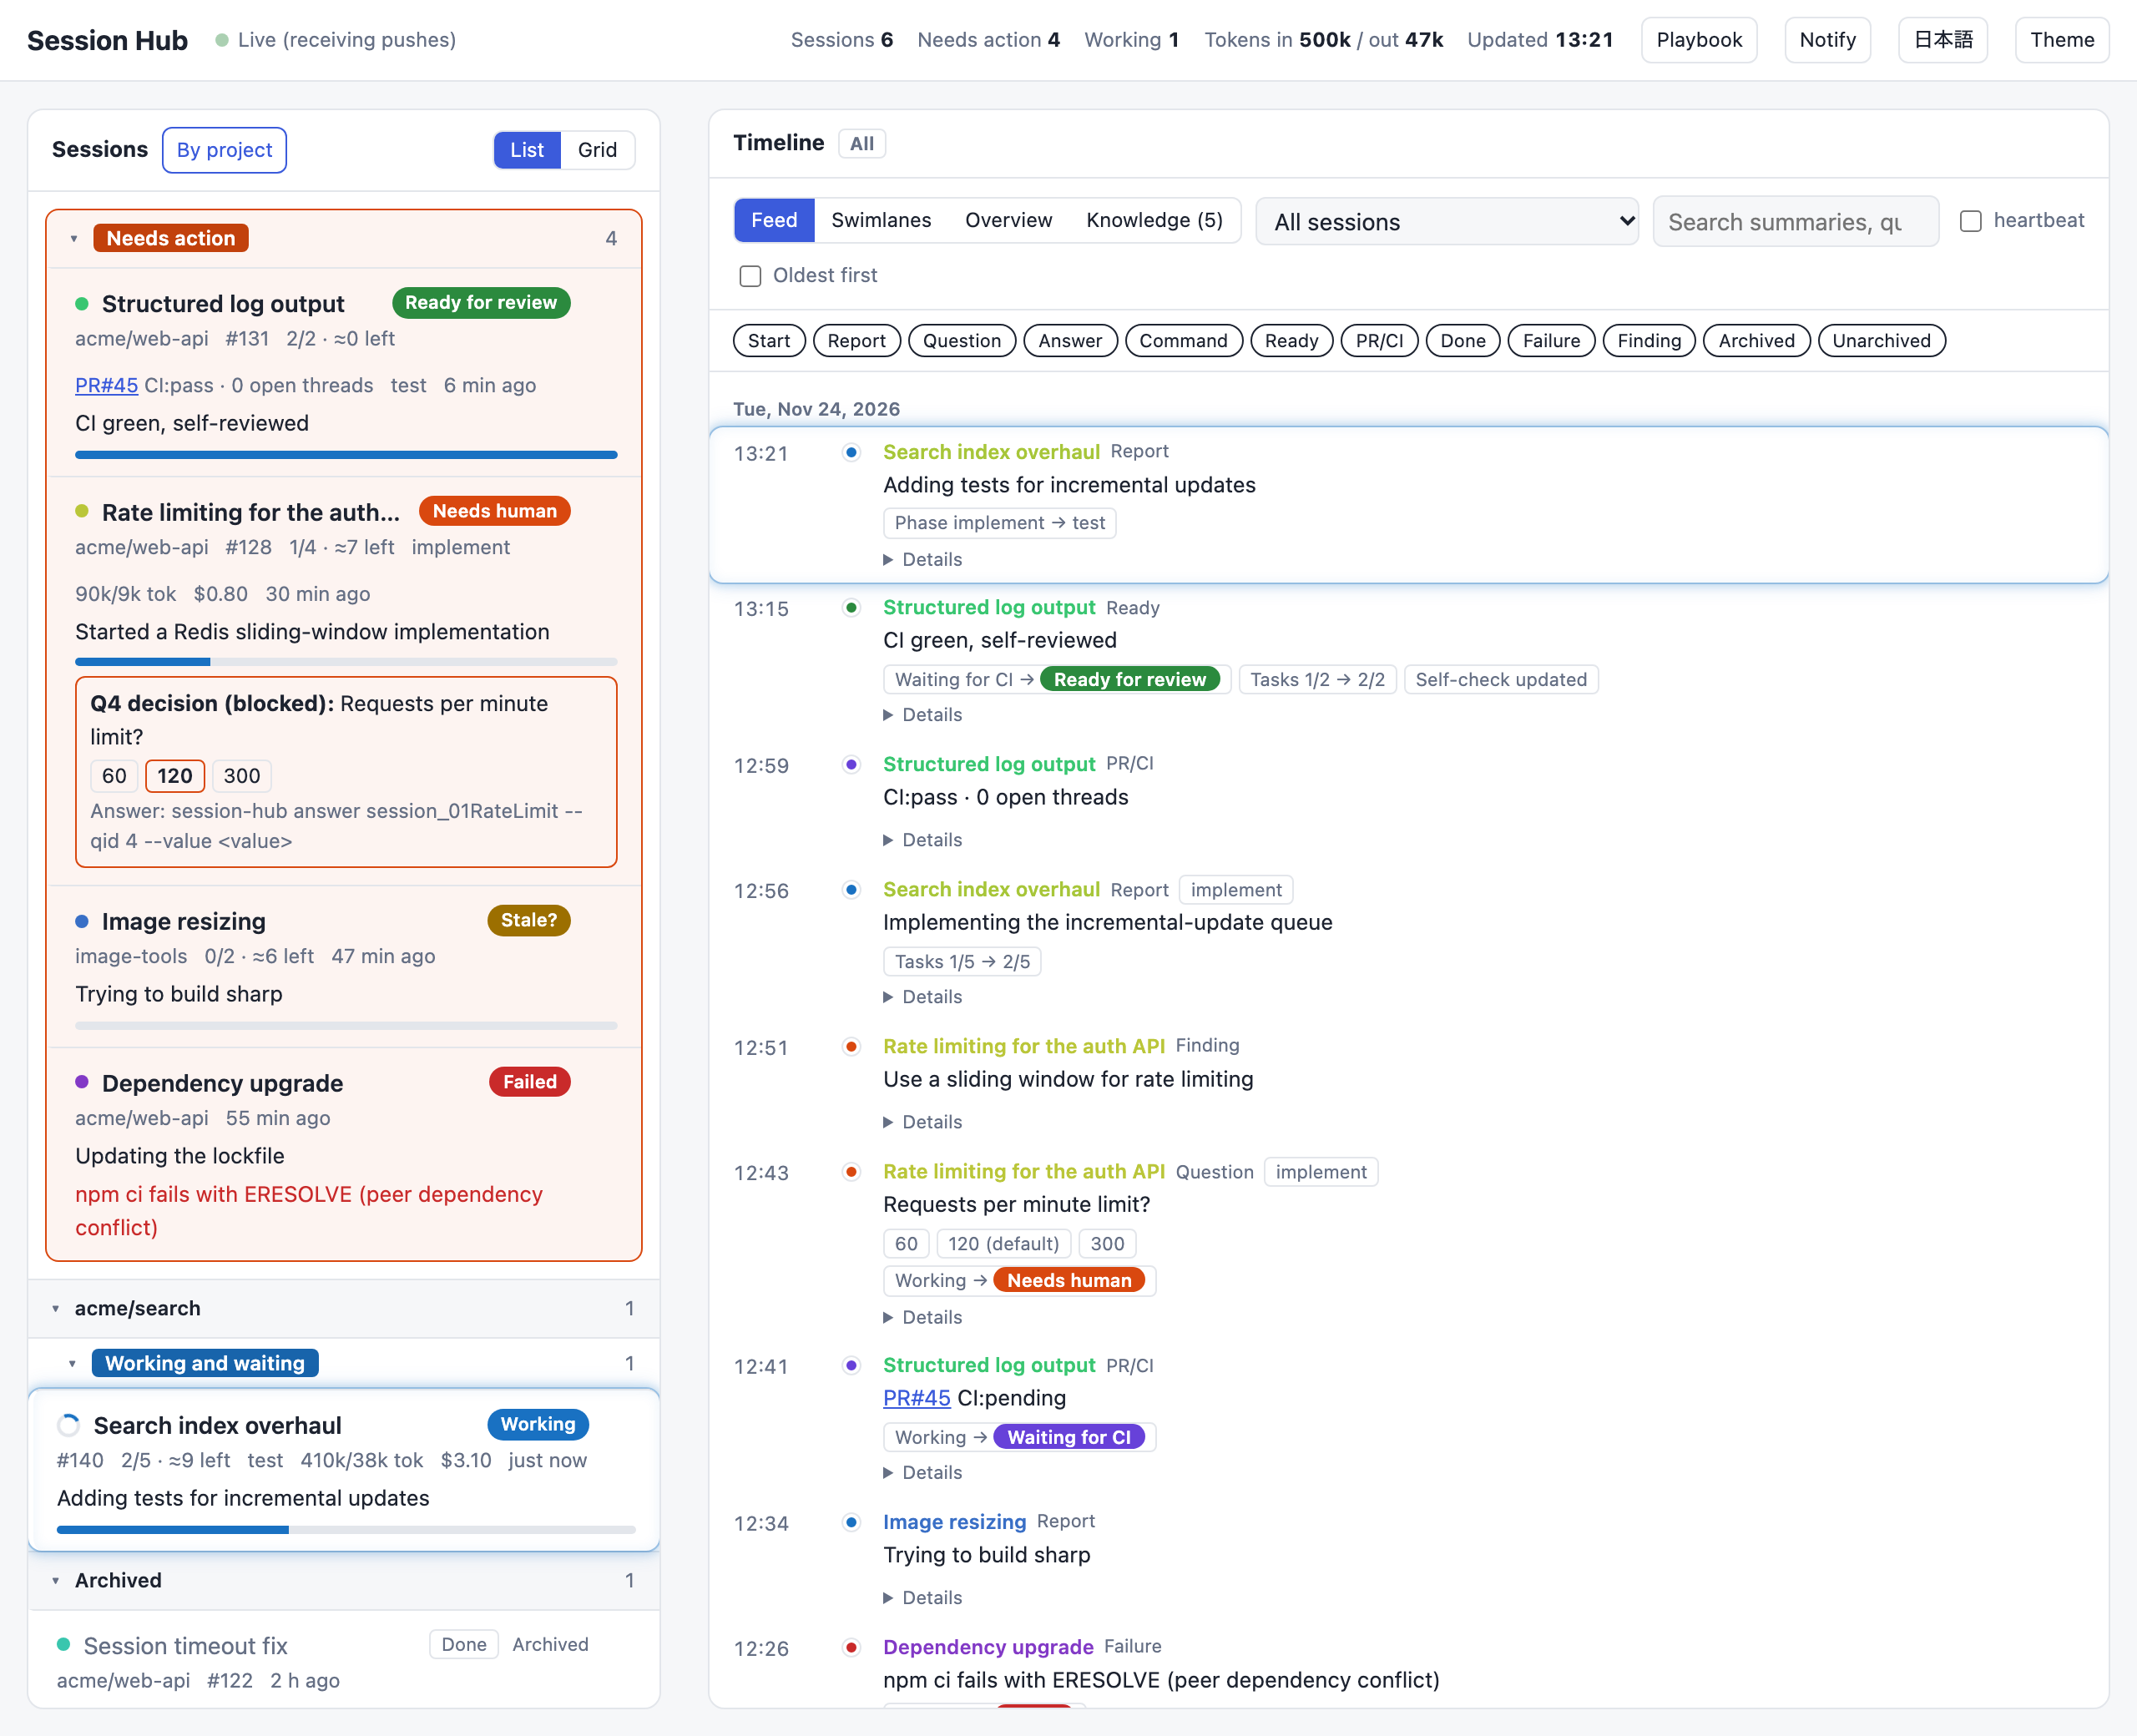 Session Hub
Live (receiving pushes)
Sessions 6 Needs action 4 Working 1 Tokens in 500k / out 47k Updated 13:21
Playbook
Notify
日本語
Theme
Sessions
By project
List
Grid
Needs action
4
Structured log output
Ready for review
acme/web-api #131 2/2 · ≈0 left
PR#45 CI:pass · 0 open threads test 6 min ago
CI green, self-reviewed
Rate limiting for the auth...
Needs human
acme/web-api #128 1/4 · ≈7 left implement
90k/9k tok $0.80 30 min ago
Started a Redis sliding-window implementation
Q4 decision (blocked): Requests per minute
limit?
60 120 300
Answer: session-hub answer session_01RateLimit --
qid 4 --value <value>
Image resizing
Stale?
image-tools 0/2 · ≈6 left 47 min ago
Trying to build sharp
Dependency upgrade
Failed
acme/web-api 55 min ago
Updating the lockfile
npm ci fails with ERESOLVE (peer dependency
conflict)
acme/search
1
Working and waiting
1
Search index overhaul
Working
#140 2/5 · ≈9 left test 410k/38k tok $3.10 just now
Adding tests for incremental updates
Archived
1
Session timeout fix
Done
Archived
acme/web-api #122 2 h ago
Timeline
All
Feed
Swimlanes
Overview
Knowledge (5)
All sessions
Search summaries, qu
heartbeat
Oldest first
Start
Report
Question
Answer
Command
Ready
PR/CI
Done
Failure
Finding
Archived
Unarchived
Tue, Nov 24, 2026
13:21
Search index overhaul Report
Adding tests for incremental updates
Phase implement → test
▶ Details
13:15
Structured log output Ready
CI green, self-reviewed
Waiting for CI → Ready for review Tasks 1/2 → 2/2 Self-check updated
▶ Details
12:59
Structured log output PR/CI
CI:pass · 0 open threads
▶ Details
12:56
Search index overhaul Report implement
Implementing the incremental-update queue
Tasks 1/5 → 2/5
▶ Details
12:51
Rate limiting for the auth API Finding
Use a sliding window for rate limiting
▶ Details
12:43
Rate limiting for the auth API Question implement
Requests per minute limit?
60 120 (default) 300
Working → Needs human
▶ Details
12:41
Structured log output PR/CI
PR#45 CI:pending
Working → Waiting for CI
▶ Details
12:34
Image resizing Report
Trying to build sharp
▶ Details
12:26
Dependency upgrade Failure
npm ci fails with ERESOLVE (peer dependency conflict)